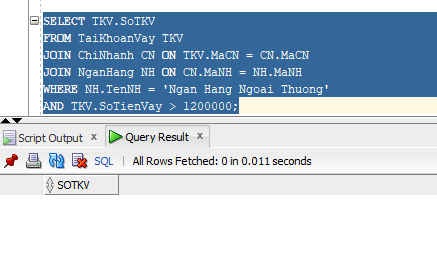 SELECT TKV.SoTKV
FROM TaiKhoanVay TKV
JOIN ChiNhanh CN ON TKV.MaCN = CN.MaCN
JOIN NganHang NH ON CN.MaNH = NH.MaNH
WHERE NH.TenNH = 'Ngan Hang Ngoai Thuong'
AND TKV.SoTienVay > 1200000;
Script Output x Query Result x
SQL | All Rows Fetched: 0 in 0.011 seconds
SOTKV